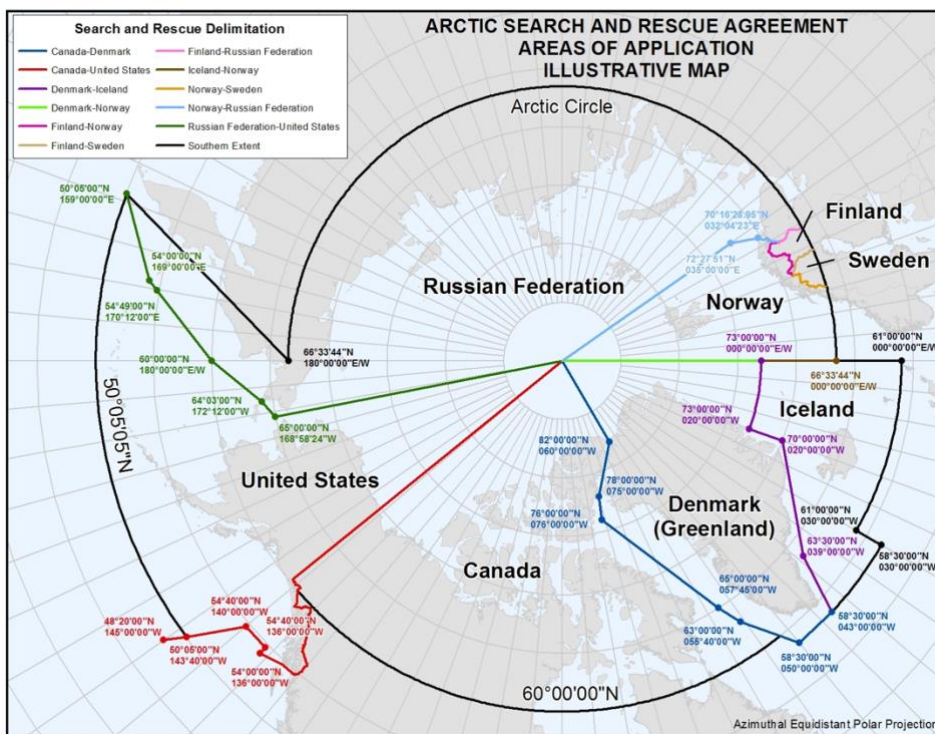 ARCTIC SEARCH AND RESCUE AGREEMENT
AREAS OF APPLICATION
ILLUSTRATIVE MAP
Search and Rescue Delimitation
Canada-Denmark
Canada-United States
Denmark-Iceland
Denmark-Norway
Finland-Norway
Finland-Sweden
Finland-Russian Federation
Iceland-Norway
Norway-Sweden
Norway-Russian Federation
Russian Federation-United States
Southern Extent
Arctic Circle
50°05'00"N
159°00'00"E
54°00'00"N
169°00'00"E
54°49'00"N
170°12'00"E
60°00'00"N
180°00'00"E/W
64°03'00"N
172°12'00"W
65°00'00"N
168°58'24"W
66°33'44"N
180°00'00"E/W
50°05'05"N
Russian Federation
70°16'28.95"N
032°04'23"E
72°27'51"N
035°00'00"E
Finland
Sweden
Norway
73°00'00"N
000°00'00"E/W
61°00'00"N
000°00'00"E/W
66°33'44"N
000°00'00"E/W
Iceland
73°00'00"N
020°00'00"W
70°00'00"N
020°00'00"W
82°00'00"N
060°00'00"W
78°00'00"N
075°00'00"W
76°00'00"N
076°00'00"W
Denmark
(Greenland)
61°00'00"N
030°00'00"W
63°30'00"N
039°00'00"W
58°30'00"N
030°00'00"W
United States
Canada
65°00'00"N
057°45'00"W
63°00'00"N
055°40'00"W
58°30'00"N
043°00'00"W
58°30'00"N
050°00'00"W
48°20'00"N
145°00'00"W
50°05'00"N
143°40'00"W
54°40'00"N
140°00'00"W
54°40'00"N
136°00'00"W
54°00'00"N
136°00'00"W
60°00'00"N
Azimuthal Equidistant Polar Projection